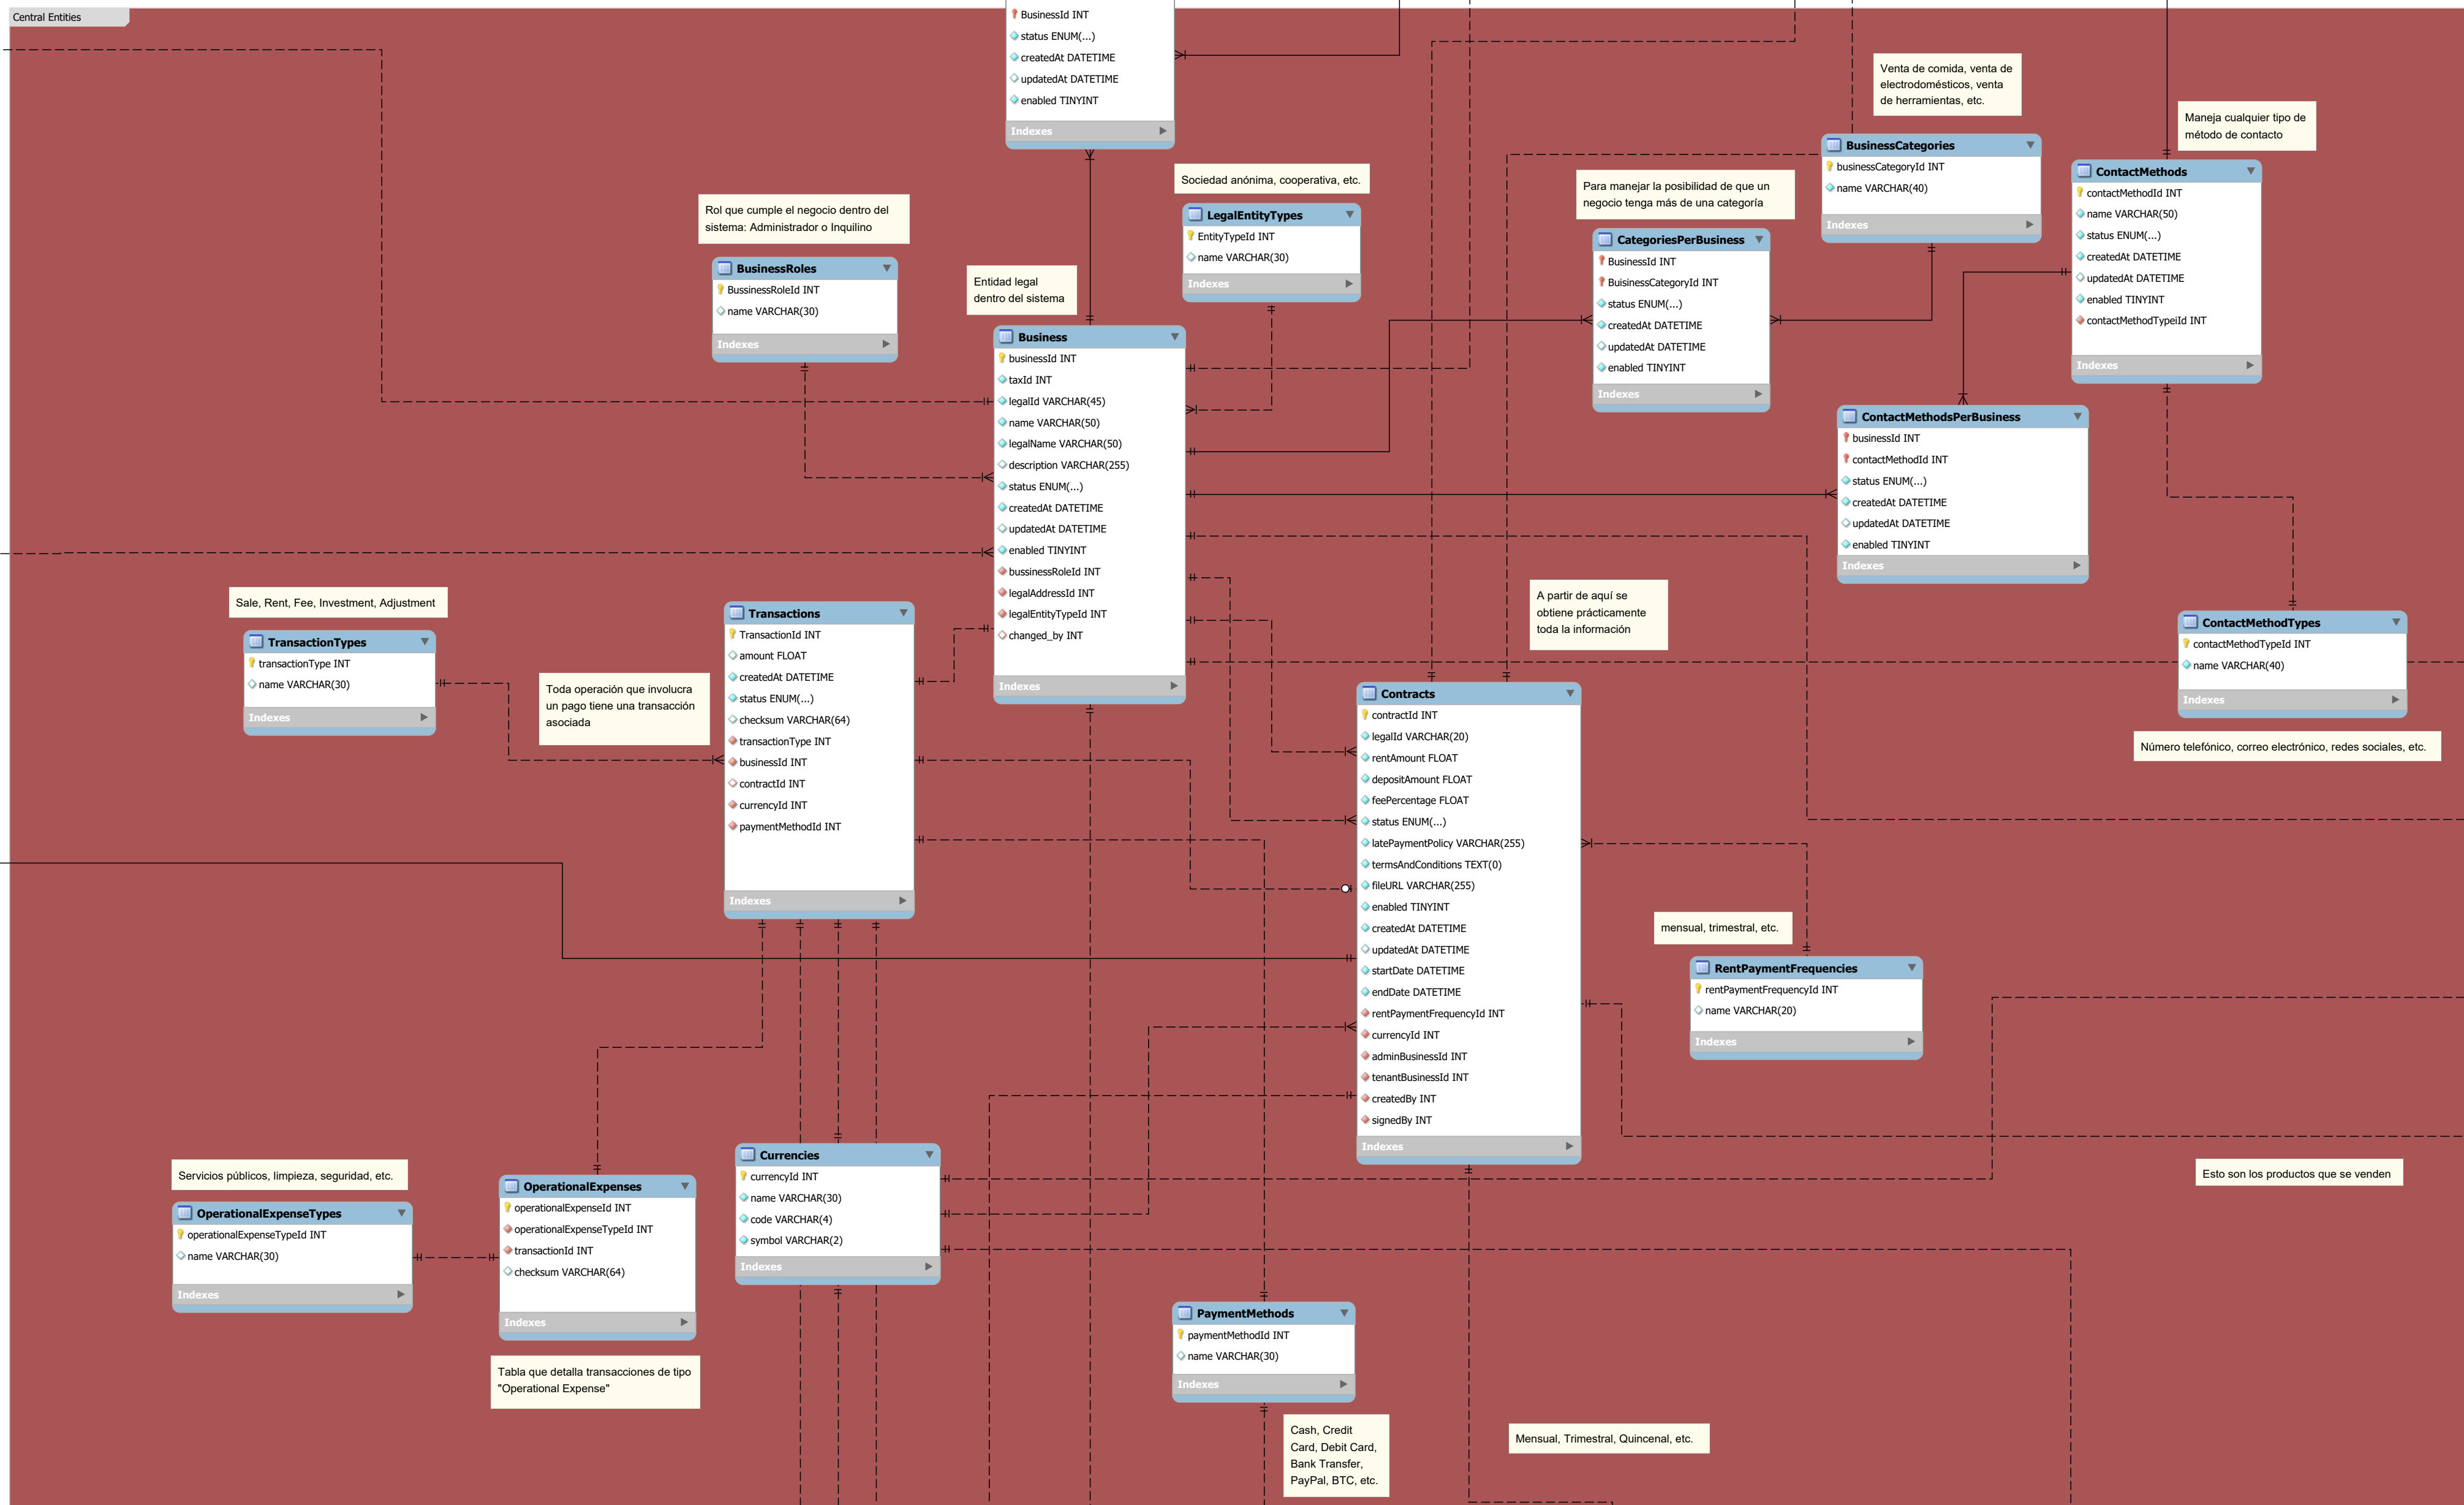 Central Entities
BusinessId INT
status ENUM(...)
createdAt DATETIME
updatedAt DATETIME
enabled TINYINT
Indexes
Venta de comida, venta de
electrodomésticos, venta
de herramientas, etc.
Maneja cualquier tipo de
método de contacto
BusinessCategories
businessCategoryId INT
name VARCHAR(40)
Indexes
ContactMethods
contactMethodId INT
name VARCHAR(50)
status ENUM(...)
createdAt DATETIME
updatedAt DATETIME
enabled TINYINT
contactMethodTypeiId INT
Indexes
Sociedad anónima, cooperativa, etc.
Para manejar la posibilidad de que un
negocio tenga más de una categoría
Rol que cumple el negocio dentro del
sistema: Administrador o Inquilino
LegalEntityTypes
EntityTypeId INT
name VARCHAR(30)
Indexes
CategoriesPerBusiness
BusinessId INT
BuisinessCategoryId INT
status ENUM(...)
createdAt DATETIME
updatedAt DATETIME
enabled TINYINT
Indexes
BusinessRoles
BussinessRoleId INT
name VARCHAR(30)
Indexes
Entidad legal
dentro del sistema
Business
businessId INT
taxId INT
legalId VARCHAR(45)
name VARCHAR(50)
legalName VARCHAR(50)
description VARCHAR(255)
status ENUM(...)
createdAt DATETIME
updatedAt DATETIME
enabled TINYINT
bussinessRoleId INT
legalAddressId INT
legalEntityTypeId INT
changed_by INT
Indexes
ContactMethodsPerBusiness
businessId INT
contactMethodId INT
status ENUM(...)
createdAt DATETIME
updatedAt DATETIME
enabled TINYINT
Indexes
Sale, Rent, Fee, Investment, Adjustment
TransactionTypes
transactionType INT
name VARCHAR(30)
Indexes
Toda operación que involucra
un pago tiene una transacción
asociada
Transactions
TransactionId INT
amount FLOAT
createdAt DATETIME
status ENUM(...)
checksum VARCHAR(64)
transactionType INT
businessId INT
contractId INT
currencyId INT
paymentMethodId INT
Indexes
A partir de aquí se
obtiene prácticamente
toda la información
ContactMethodTypes
contactMethodTypeId INT
name VARCHAR(40)
Indexes
Número telefónico, correo electrónico, redes sociales, etc.
Contracts
contractId INT
legalId VARCHAR(20)
rentAmount FLOAT
depositAmount FLOAT
feePercentage FLOAT
status ENUM(...)
latePaymentPolicy VARCHAR(255)
termsAndConditions TEXT(0)
fileURL VARCHAR(255)
enabled TINYINT
createdAt DATETIME
updatedAt DATETIME
startDate DATETIME
endDate DATETIME
rentPaymentFrequencyId INT
currencyId INT
adminBusinessId INT
tenantBusinessId INT
createdBy INT
signedBy INT
Indexes
mensual, trimestral, etc.
RentPaymentFrequencies
rentPaymentFrequencyId INT
name VARCHAR(20)
Indexes
Servicios públicos, limpieza, seguridad, etc.
OperationalExpenseTypes
operationalExpenseTypeId INT
name VARCHAR(30)
Indexes
OperationalExpenses
operationalExpenseId INT
operationalExpenseTypeId INT
transactionId INT
checksum VARCHAR(64)
Indexes
Currencies
currencyId INT
name VARCHAR(30)
code VARCHAR(4)
symbol VARCHAR(2)
Indexes
Esto son los productos que se venden
Tabla que detalla transacciones de tipo
"Operational Expense"
PaymentMethods
paymentMethodId INT
name VARCHAR(30)
Indexes
Cash, Credit
Card, Debit Card,
Bank Transfer,
PayPal, BTC, etc.
Mensual, Trimestral, Quincenal, etc.